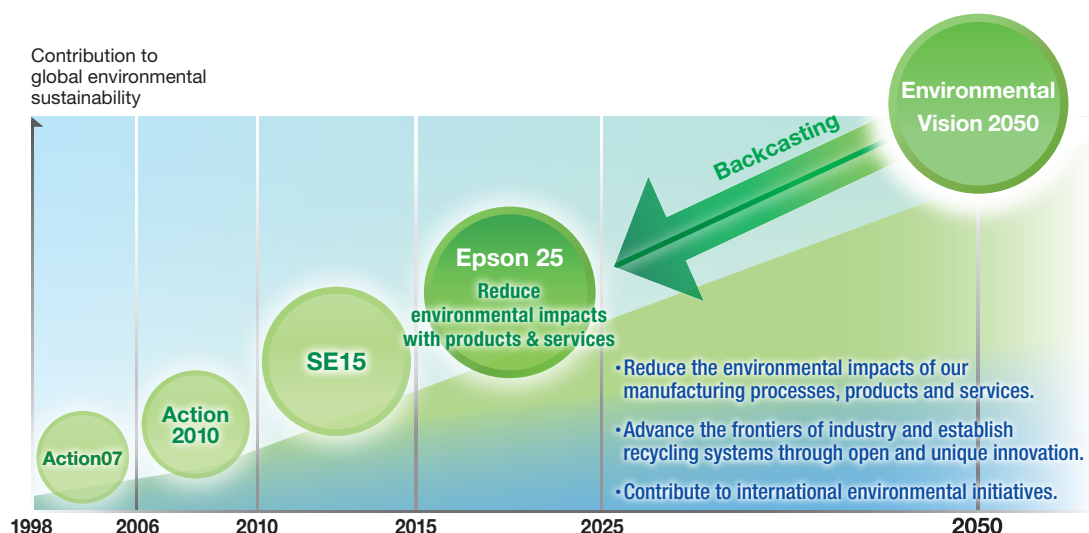 Contribution to
global environmental
sustainability
Environmental
Vision 2050
Backcasting
Epson 25
Reduce
environmental impacts
with products & services
SE15
Action
2010
Action07
•Reduce the environmental impacts of our
manufacturing processes, products and services.
•Advance the frontiers of industry and establish
recycling systems through open and unique innovation.
•Contribute to international environmental initiatives.
1998 2006 2010 2015 2025 2050